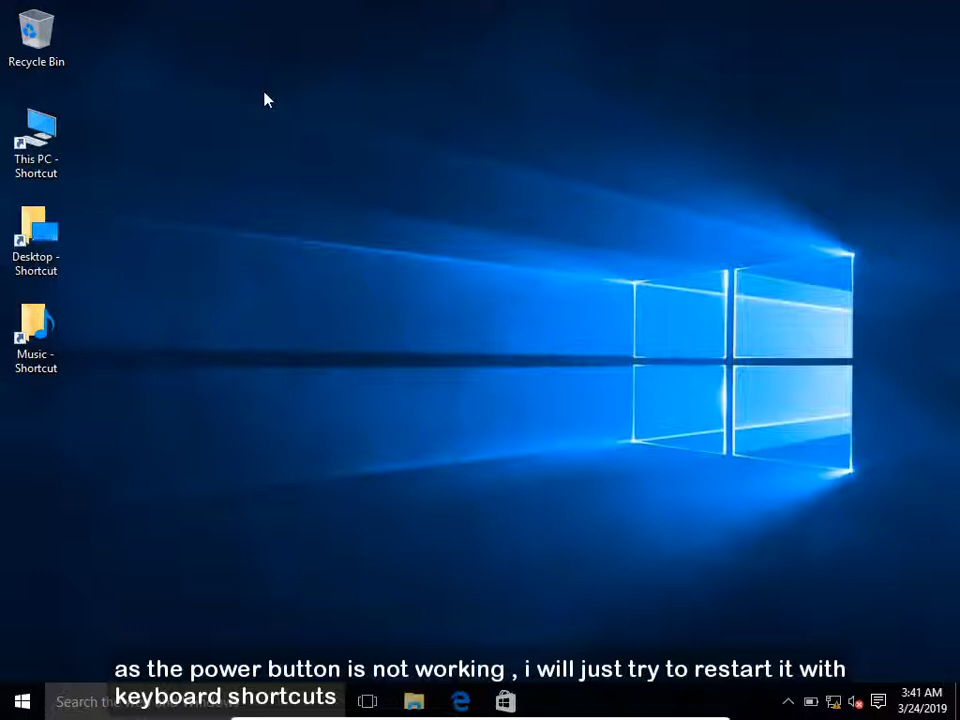 Recycle Bin
This PC -
Shortcut
Desktop -
Shortcut
Music -
Shortcut
as the power button is not working , i will just try to restart it with
keyboard shortcuts
Search the
3:41 AM
3/24/2019